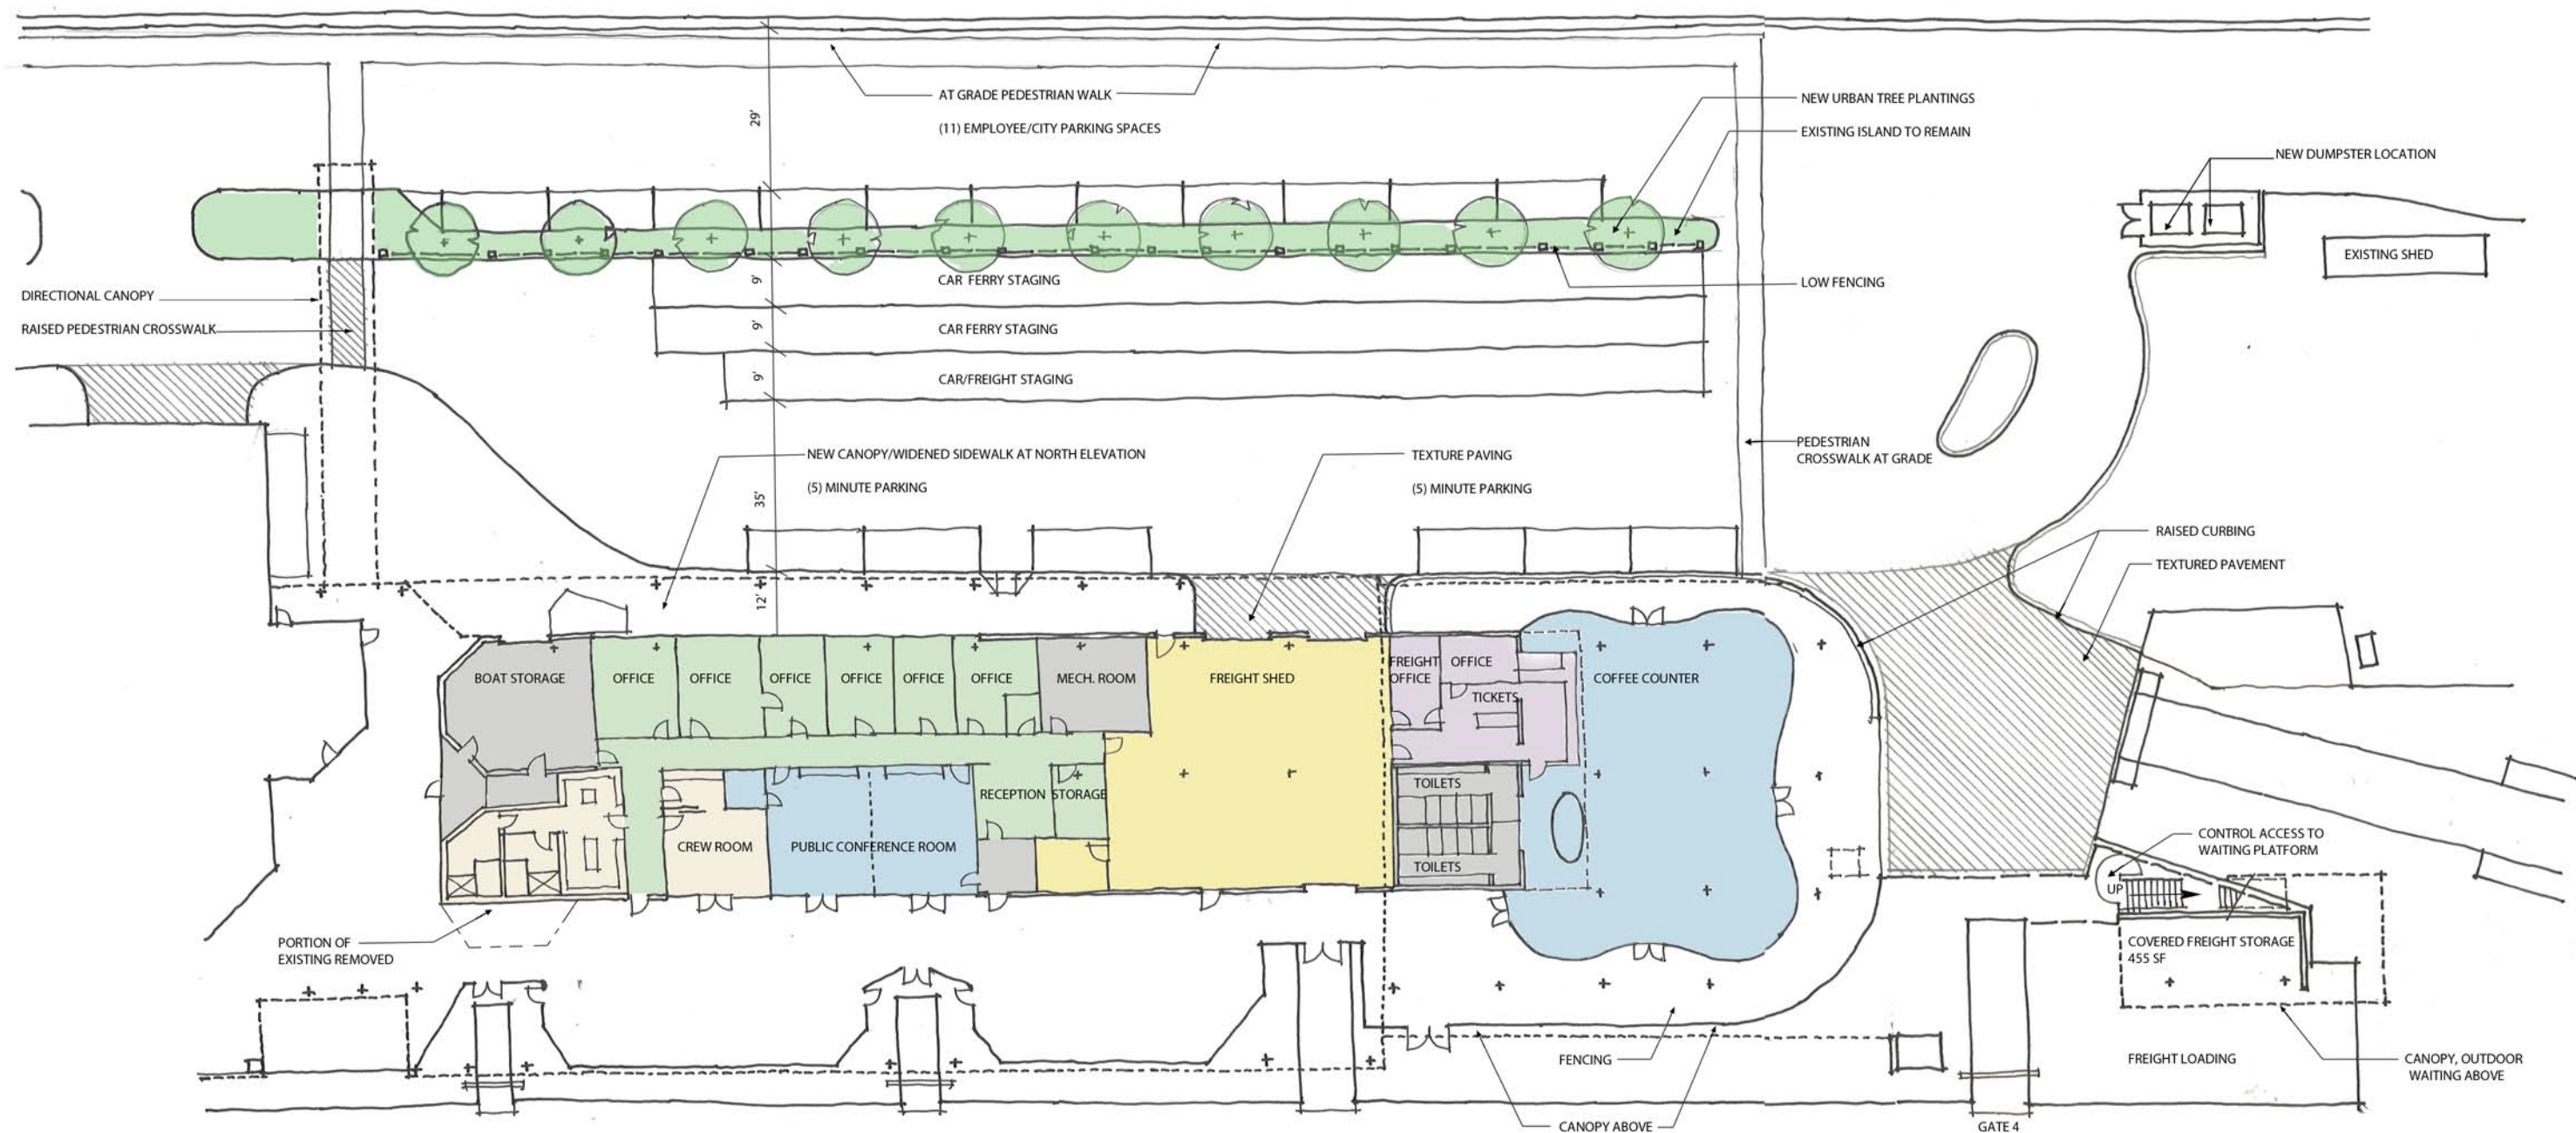 AT GRADE PEDESTRIAN WALK
(11) EMPLOYEE/CITY PARKING SPACES
29'
NEW URBAN TREE PLANTINGS
EXISTING ISLAND TO REMAIN
NEW DUMPSTER LOCATION
EXISTING SHED
LOW FENCING
DIRECTIONAL CANOPY
RAISED PEDESTRIAN CROSSWALK
9'
CAR FERRY STAGING
9'
CAR FERRY STAGING
9'
CAR/FREIGHT STAGING
NEW CANOPY/WIDENED SIDEWALK AT NORTH ELEVATION
(5) MINUTE PARKING
35'
12'
TEXTURE PAVING
(5) MINUTE PARKING
PEDESTRIAN
CROSSWALK AT GRADE
RAISED CURBING
TEXTURED PAVEMENT
BOAT STORAGE
OFFICE
OFFICE
OFFICE
OFFICE
OFFICE
OFFICE
MECH. ROOM
FREIGHT SHED
FREIGHT
OFFICE
OFFICE
TICKETS
COFFEE COUNTER
TOILETS
TOILETS
RECEPTION
STORAGE
CREW ROOM
PUBLIC CONFERENCE ROOM
CONTROL ACCESS TO
WAITING PLATFORM
UP
PORTION OF
EXISTING REMOVED
COVERED FREIGHT STORAGE
455 SF
FENCING
FREIGHT LOADING
CANOPY, OUTDOOR
WAITING ABOVE
CANOPY ABOVE
GATE 4